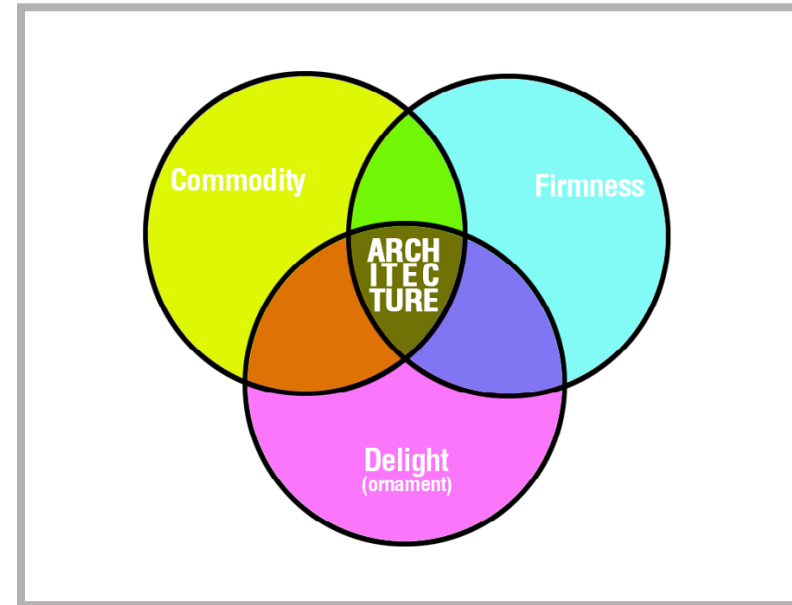 Commodity
Firmness
ARCH
ITEC
TURE
Delight
(ornament)